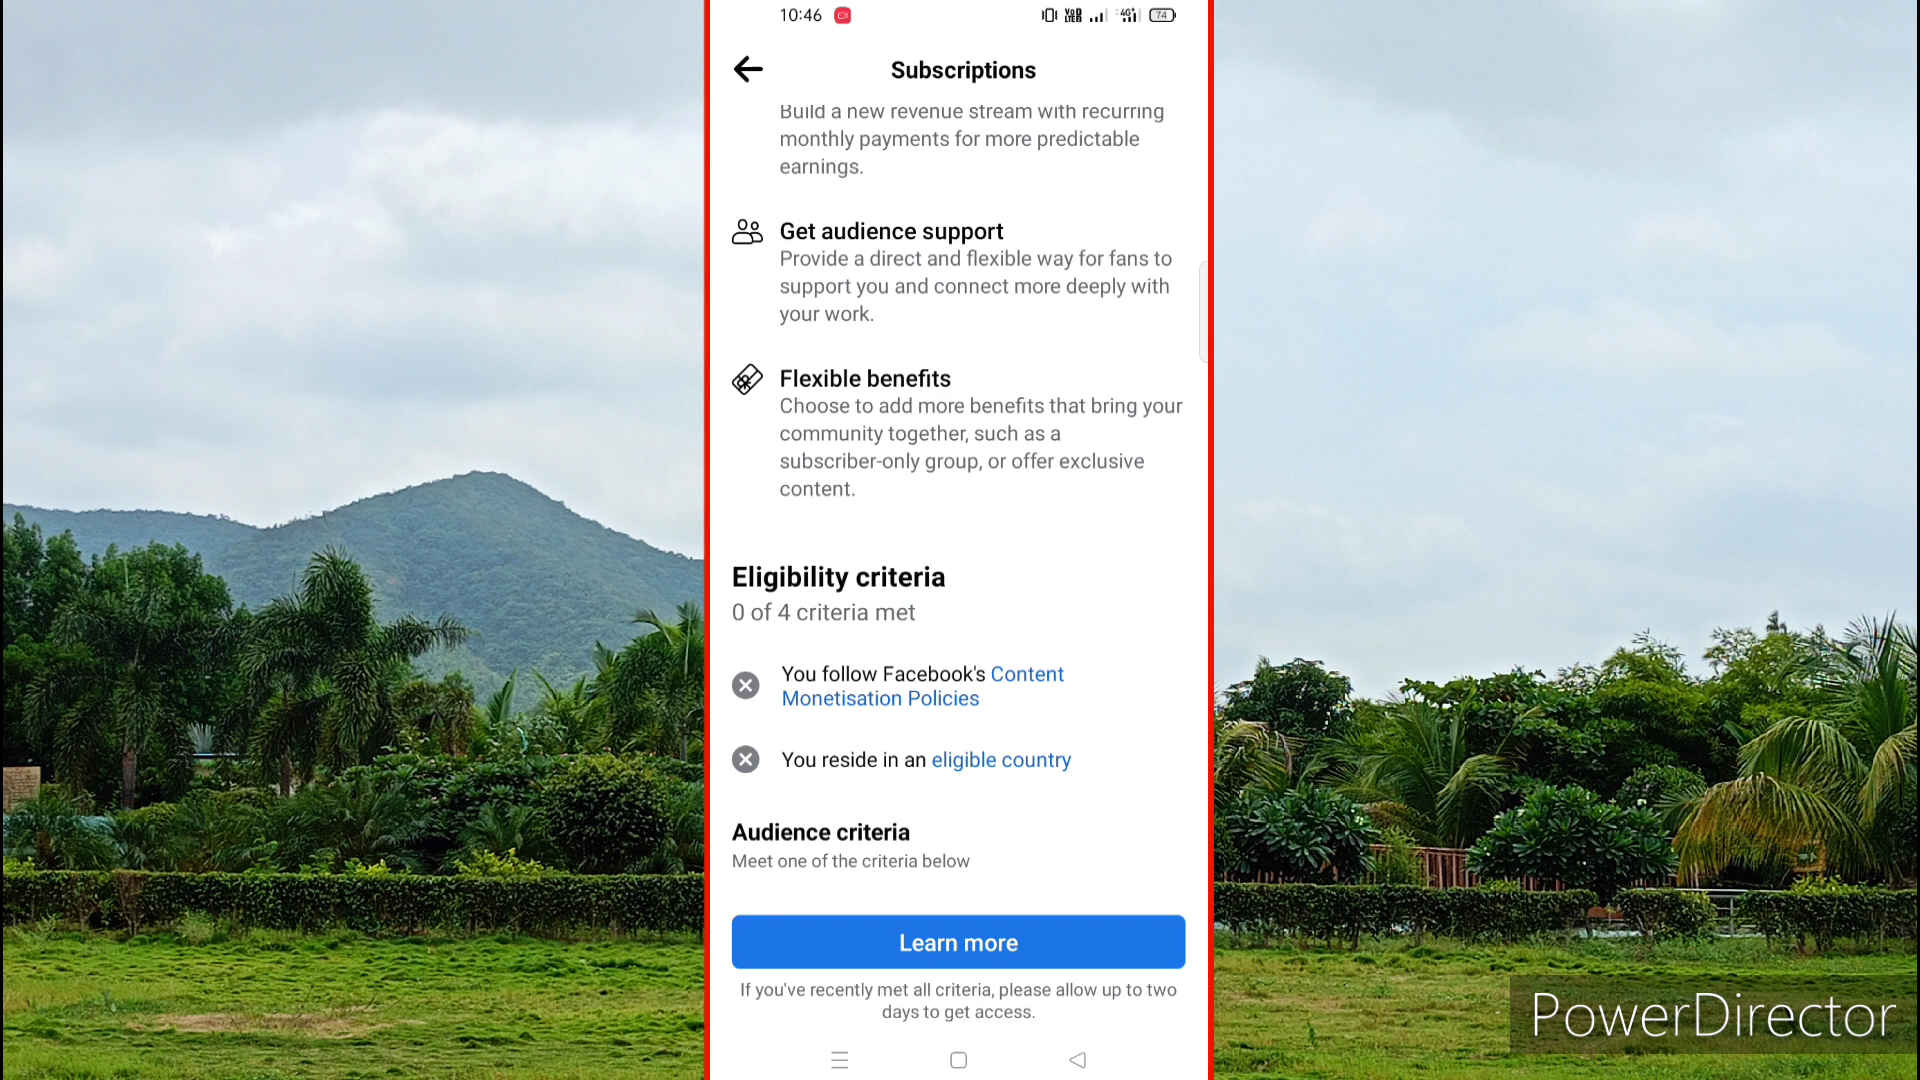 10:46
VoD
LTE2
4G+
74
Subscriptions
Build a new revenue stream with recurring
monthly payments for more predictable
earnings.
Get audience support
Provide a direct and flexible way for fans to
support you and connect more deeply with
your work.
Flexible benefits
Choose to add more benefits that bring your
community together, such as a
subscriber-only group, or offer exclusive
content.
Eligibility criteria
0 of 4 criteria met
You follow Facebook's Content
Monetisation Policies
You reside in an eligible country
Audience criteria
Meet one of the criteria below
Learn more
If you've recently met all criteria, please allow up to two
days to get access.
PowerDirector